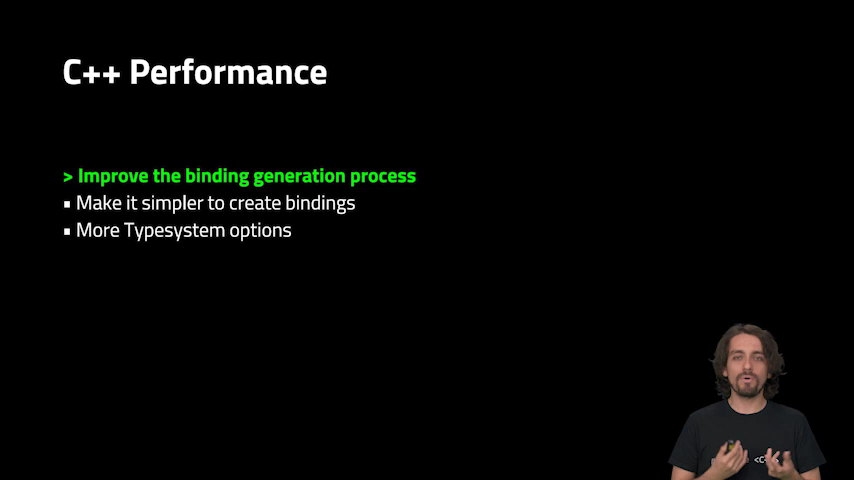 C++ Performance
> Improve the binding generation process
▪ Make it simpler to create bindings
▪ More Typesystem options